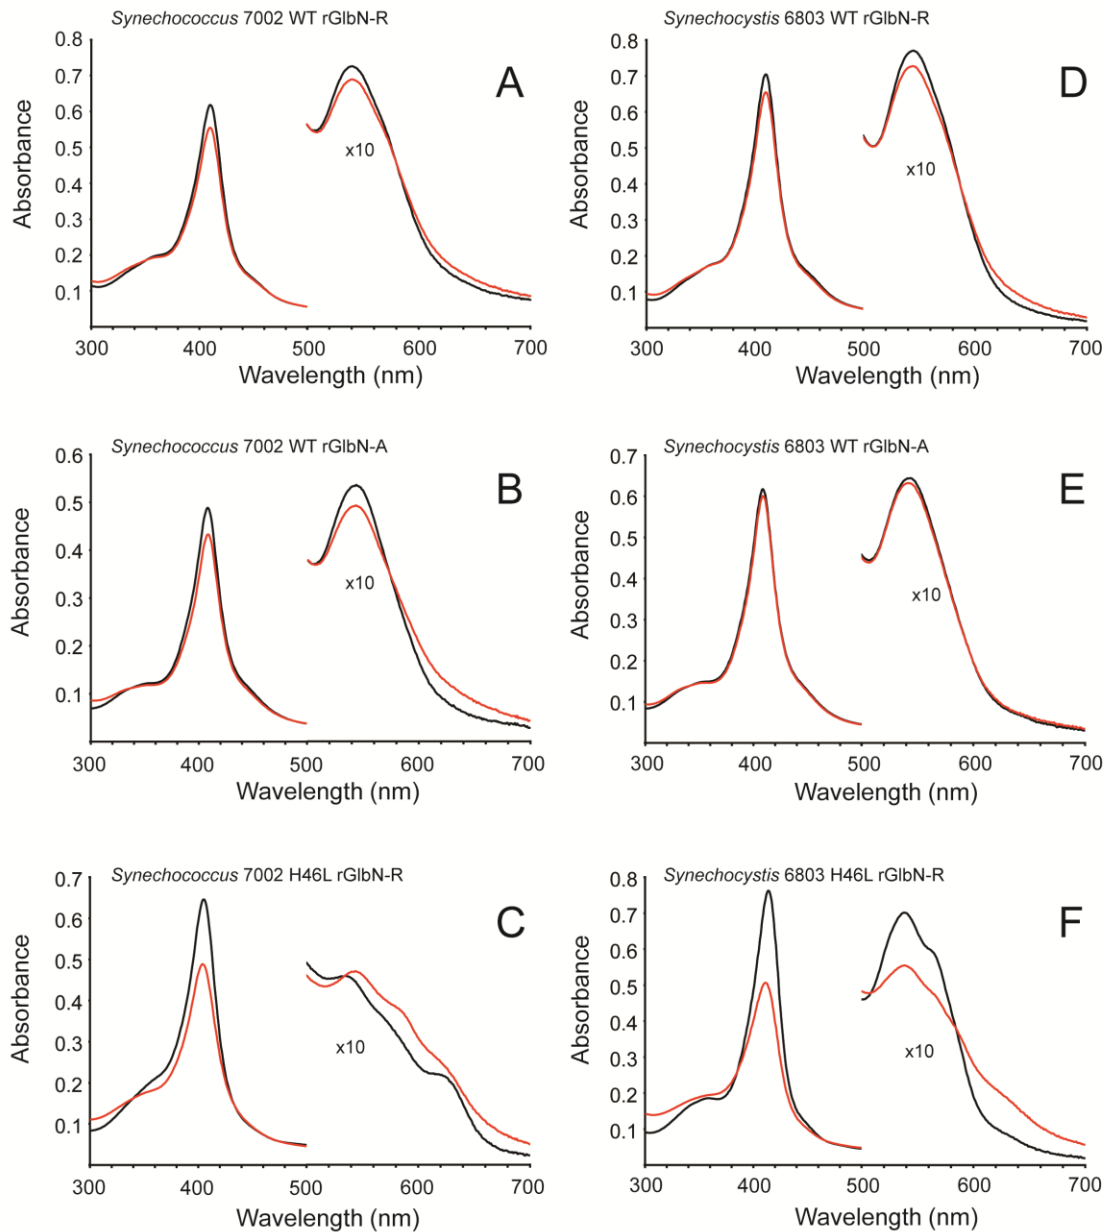 Synechococcus 7002 WT rGlbN-R
A
0.8
0.7
0.6
0.5
0.4
0.3
0.2
0.1
Absorbance
x10
300 400 500 600 700
Wavelength (nm)
Synechocystis 6803 WT rGlbN-R
D
0.8
0.7
0.6
0.5
0.4
0.3
0.2
0.1
Absorbance
x10
300 400 500 600 700
Wavelength (nm)
Synechococcus 7002 WT rGlbN-A
B
0.6
0.5
0.4
0.3
0.2
0.1
Absorbance
x10
300 400 500 600 700
Wavelength (nm)
Synechocystis 6803 WT rGlbN-A
E
0.7
0.6
0.5
0.4
0.3
0.2
0.1
Absorbance
x10
300 400 500 600 700
Wavelength (nm)
Synechococcus 7002 H46L rGlbN-R
C
0.7
0.6
0.5
0.4
0.3
0.2
0.1
Absorbance
x10
300 400 500 600 700
Wavelength (nm)
Synechocystis 6803 H46L rGlbN-R
F
0.8
0.7
0.6
0.5
0.4
0.3
0.2
0.1
Absorbance
x10
300 400 500 600 700
Wavelength (nm)